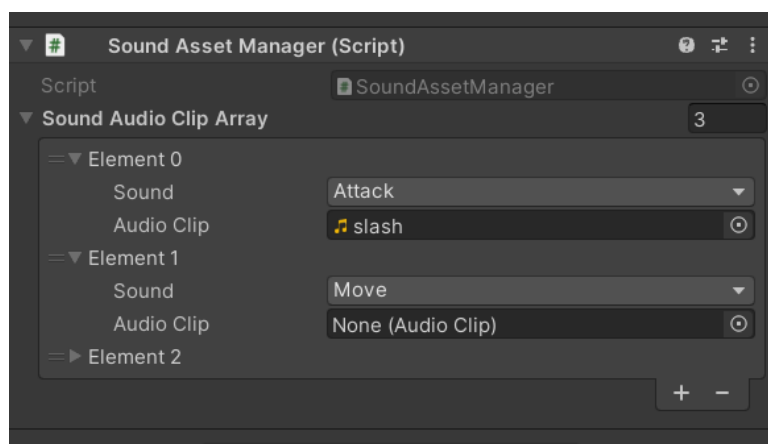 Sound Asset Manager (Script)
Script SoundAssetManager
Sound Audio Clip Array 3
Element 0
Sound Attack
Audio Clip slash
Element 1
Sound Move
Audio Clip None (Audio Clip)
Element 2